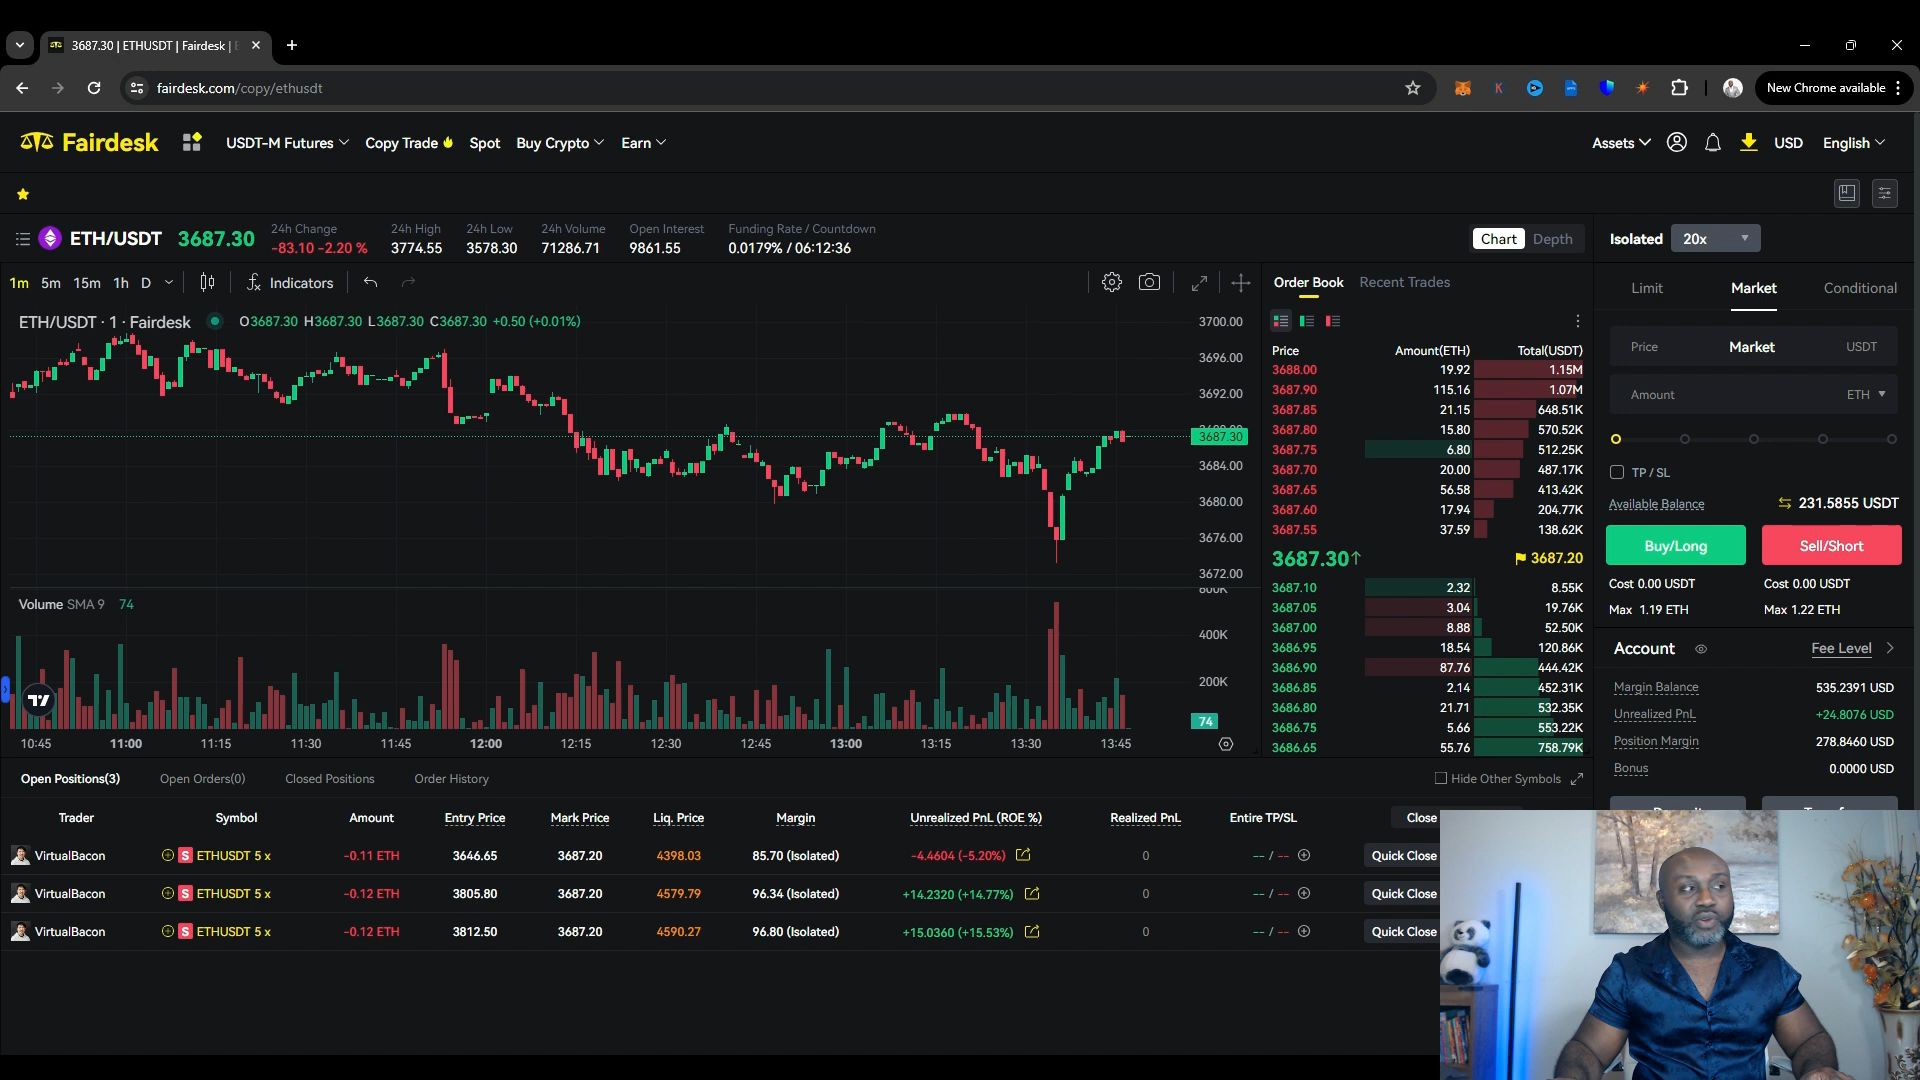 3687.30 | ETHUSDT | Fairdesk |
fairdesk.com/copy/ethusdt
New Chrome available
Fairdesk
USDT-M Futures
Copy Trade
Spot
Buy Crypto
Earn
Assets
USD
English
ETH/USDT 3687.30
24h Change
-83.10 -2.20 %
24h High
3774.55
24h Low
3578.30
24h Volume
71286.71
Open Interest
9861.55
Funding Rate / Countdown
0.0179% / 06:12:36
Chart Depth
Isolated 20x
1m 5m 15m 1h D
Indicators
ETH/USDT · 1 · Fairdesk O3687.30 H3687.30 L3687.30 C3687.30 +0.50 (+0.01%)
3700.00
3696.00
3692.00
3687.30
3684.00
3680.00
3676.00
3672.00
Volume SMA 9 74
800K
400K
200K
74
10:45 11:00 11:15 11:30 11:45 12:00 12:15 12:30 12:45 13:00 13:15 13:30 13:45
Order Book Recent Trades
Price Amount(ETH) Total(USDT)
3688.00 19.92 1.15M
3687.90 115.16 1.07M
3687.85 21.15 648.51K
3687.80 15.80 570.52K
3687.75 6.80 512.25K
3687.70 20.00 487.17K
3687.65 56.58 413.42K
3687.60 17.94 204.77K
3687.55 37.59 138.62K
3687.30↑ 3687.20
3687.10 2.32 8.55K
3687.05 3.04 19.76K
3687.00 8.88 52.50K
3686.95 18.54 120.86K
3686.90 87.76 444.42K
3686.85 2.14 452.31K
3686.80 21.71 532.35K
3686.75 5.66 553.22K
3686.65 55.76 758.79K
Limit Market Conditional
Price Market USDT
Amount ETH
TP / SL
Available Balance 231.5855 USDT
Buy/Long Sell/Short
Cost 0.00 USDT Cost 0.00 USDT
Max 1.19 ETH Max 1.22 ETH
Account Fee Level
Margin Balance 535.2391 USD
Unrealized PnL +24.8076 USD
Position Margin 278.8460 USD
Bonus 0.0000 USD
Open Positions(3) Open Orders(0) Closed Positions Order History
Hide Other Symbols
Trader Symbol Amount Entry Price Mark Price Liq. Price Margin Unrealized PnL (ROE %) Realized PnL Entire TP/SL Close
VirtualBacon S ETHUSDT 5 x -0.11 ETH 3646.65 3687.20 4398.03 85.70 (Isolated) -4.4604 (-5.20%) 0 -- / -- Quick Close
VirtualBacon S ETHUSDT 5 x -0.12 ETH 3805.80 3687.20 4579.79 96.34 (Isolated) +14.2320 (+14.77%) 0 -- / -- Quick Close
VirtualBacon S ETHUSDT 5 x -0.12 ETH 3812.50 3687.20 4590.27 96.80 (Isolated) +15.0360 (+15.53%) 0 -- / -- Quick Close